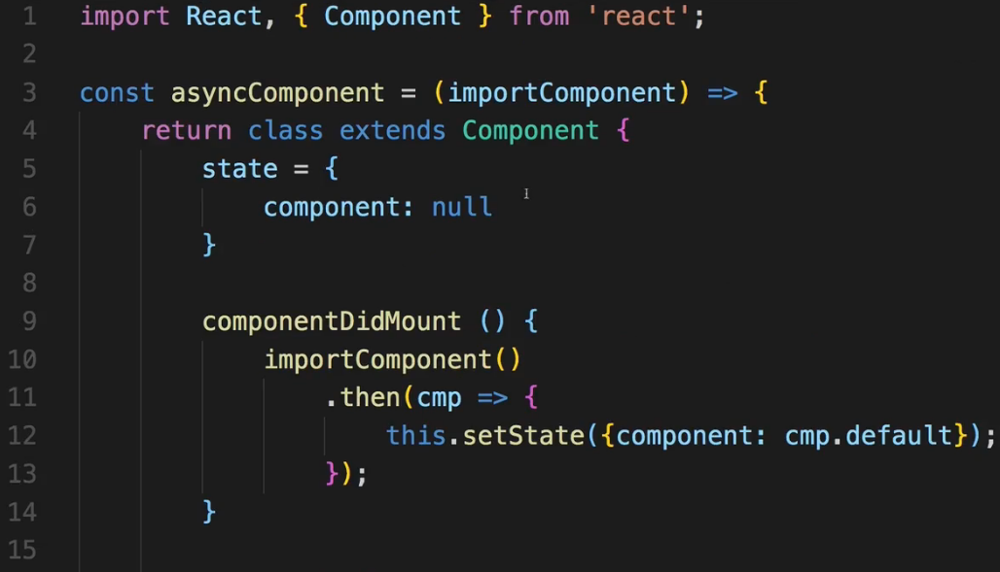 1 import React, { Component } from 'react';
2
3 const asyncComponent = (importComponent) => {
4 return class extends Component {
5 state = {
6 component: null
7 }
8
9 componentDidMount () {
10 importComponent()
11 .then(cmp => {
12 this.setState({component: cmp.default});
13 });
14 }
15